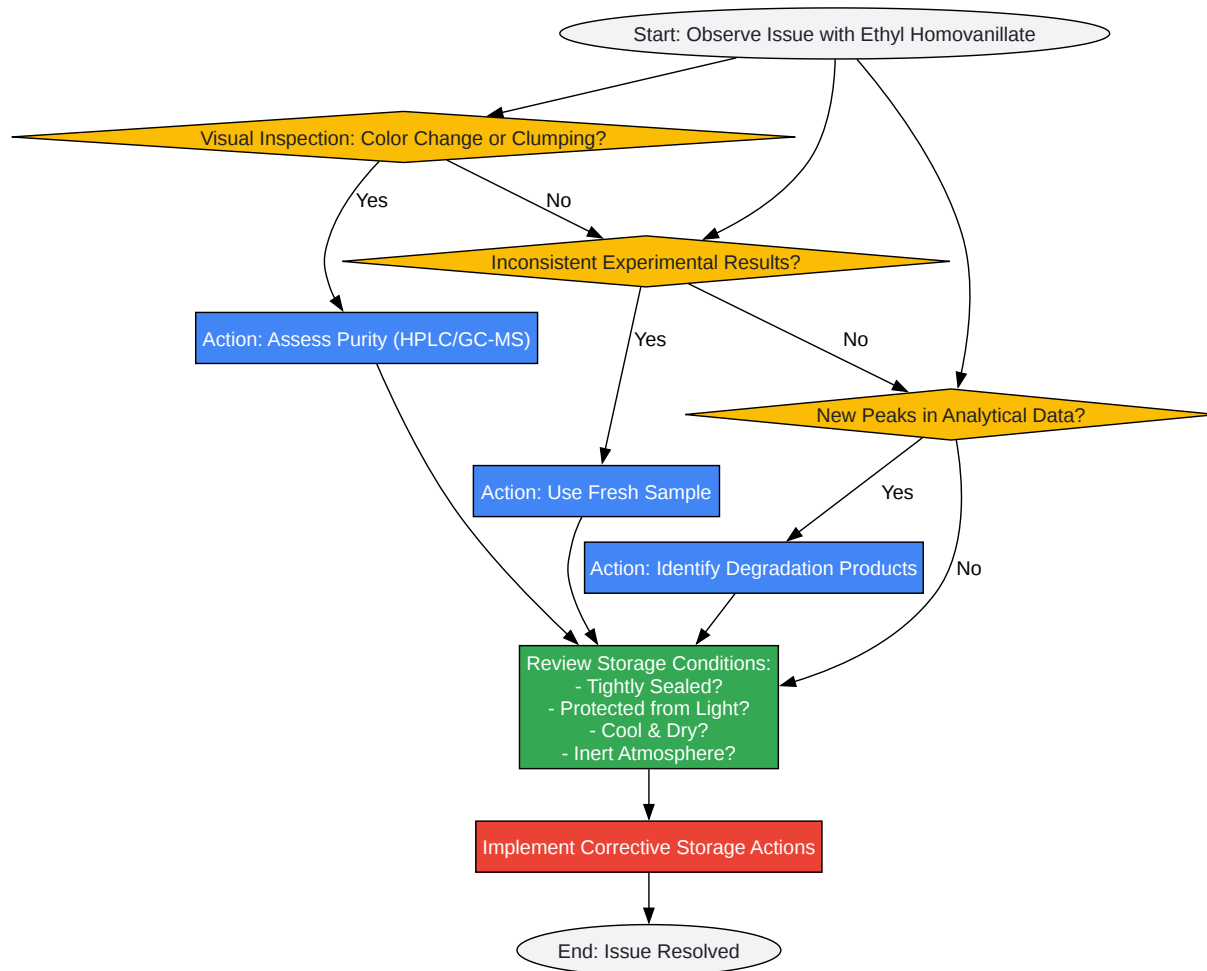 Start: Observe Issue with Ethyl Homovanillate
Visual Inspection: Color Change or Clumping?
Yes
No
Inconsistent Experimental Results?
Action: Assess Purity (HPLC/GC-MS)
Yes
No
New Peaks in Analytical Data?
Action: Use Fresh Sample
Yes
Action: Identify Degradation Products
No
Review Storage Conditions:
- Tightly Sealed?
- Protected from Light?
- Cool & Dry?
- Inert Atmosphere?
Implement Corrective Storage Actions
End: Issue Resolved